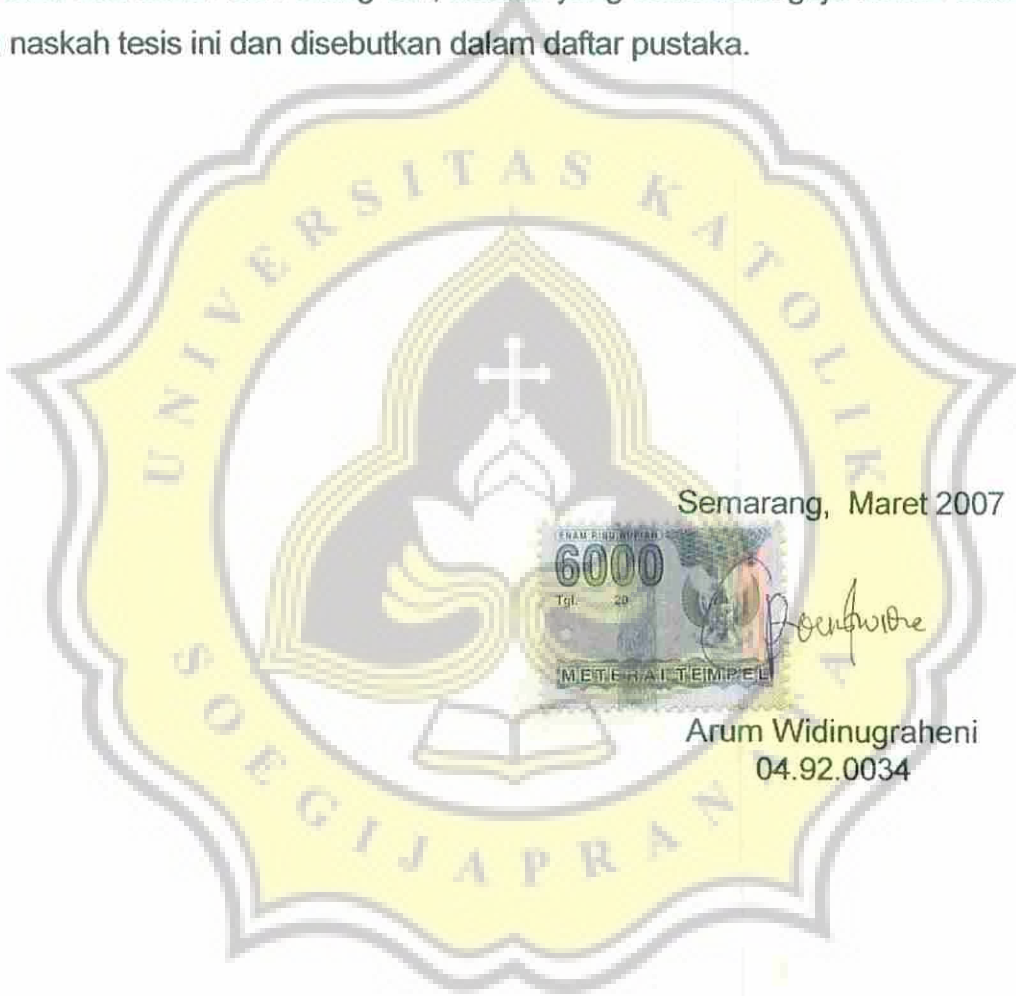 naskah tesis ini dan disebutkan dalam daftar pustaka.
UNIVERSITAS KATOLIK
Semarang, Maret 2007
ENAM RIBU RUPIAH
6000
Tgl. 20
METERAI TEMPEL
Arum Widinugraheni
04.92.0034
SOEGIJAPRANATA